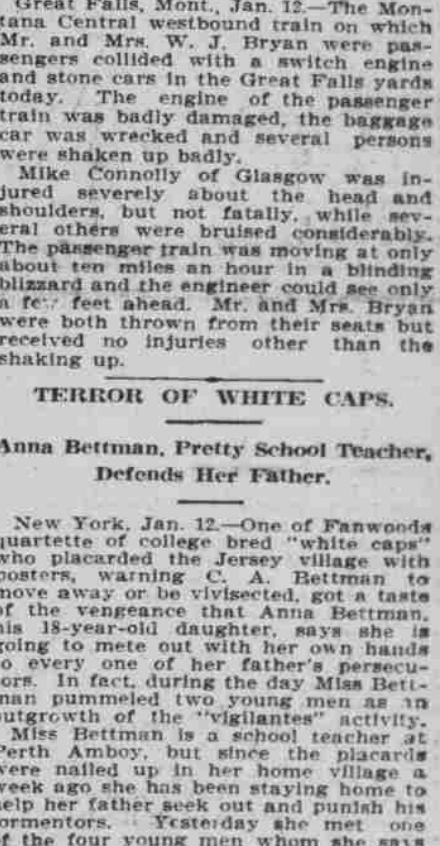 Great Falls, Mont., Jan. 12.—The Mon-
tana Central westbound train on which
Mr. and Mrs. W. J. Bryan were pas-
sengers collided with a switch engine
and stone cars in the Great Falls yards
today. The engine of the passenger
train was badly damaged, the baggage
car was wrecked and several persons
were shaken up badly.
Mike Connolly of Glasgow was in-
jured severely about the head and
shoulders, but not fatally, while sev-
eral others were bruised considerably.
The passenger train was moving at only
about ten miles an hour in a blinding
blizzard and the engineer could see only
a few feet ahead. Mr. and Mrs. Bryan
were both thrown from their seats but
received no injuries other than the
shaking up.
TERROR OF WHITE CAPS.
Anna Bettman, Pretty School Teacher,
Defends Her Father.
New York, Jan. 12.—One of Fanwoods
quartette of college bred "white caps"
who placarded the Jersey village with
posters, warning C. A. Bettman to
move away or be vivisected, got a taste
of the vengeance that Anna Bettman,
his 18-year-old daughter, says she is
going to mete out with her own hands
to every one of her father's persecu-
tors. In fact, during the day Miss Bett-
man pummeled two young men as an
outgrowth of the "vigilantes" activity.
Miss Bettman is a school teacher at
Perth Amboy, but since the placards
were nailed up in her home village a
week ago she has been staying home to
help her father seek out and punish his
tormentors. Yesterday she met one
of the four young men whom she says